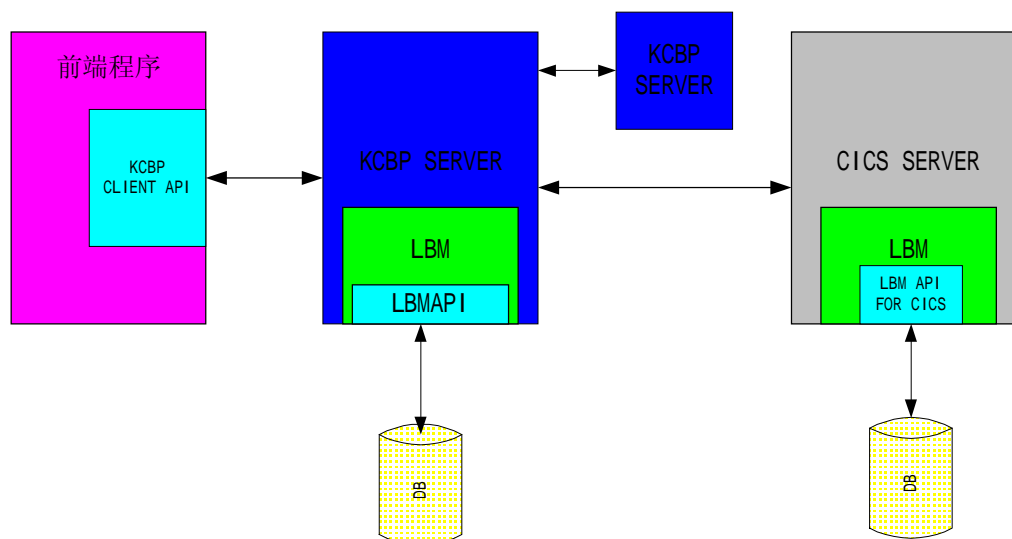 前端程序
KCBP
CLIENT API
KCBP SERVER
LBM
LBMAPI
DB
KCBP
SERVER
CICS SERVER
LBM
LBM API
FOR CICS
DB